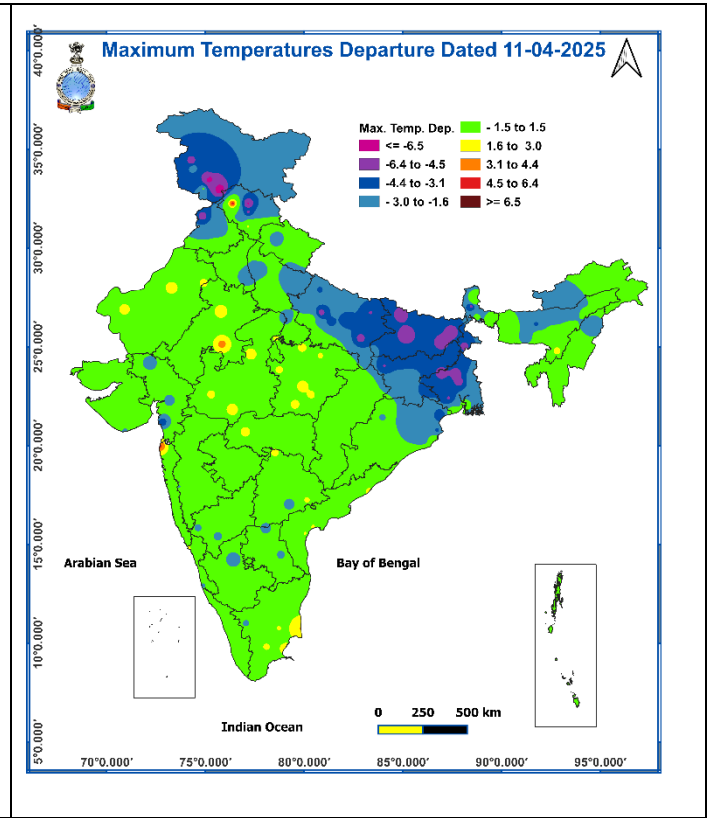 Maximum Temperatures Departure Dated 11-04-2025
Max. Temp. Dep.
<= -6.5
-6.4 to -4.5
-4.4 to -3.1
- 3.0 to -1.6
- 1.5 to 1.5
1.6 to 3.0
3.1 to 4.4
4.5 to 6.4
>= 6.5
40°0.000'
35°0.000'
30°0.000'
25°0.000'
20°0.000'
15°0.000'
10°0.000'
5°0.000'
Arabian Sea
Bay of Bengal
Indian Ocean
0 250 500 km
70°0.000' 75°0.000' 80°0.000' 85°0.000' 90°0.000' 95°0.000'